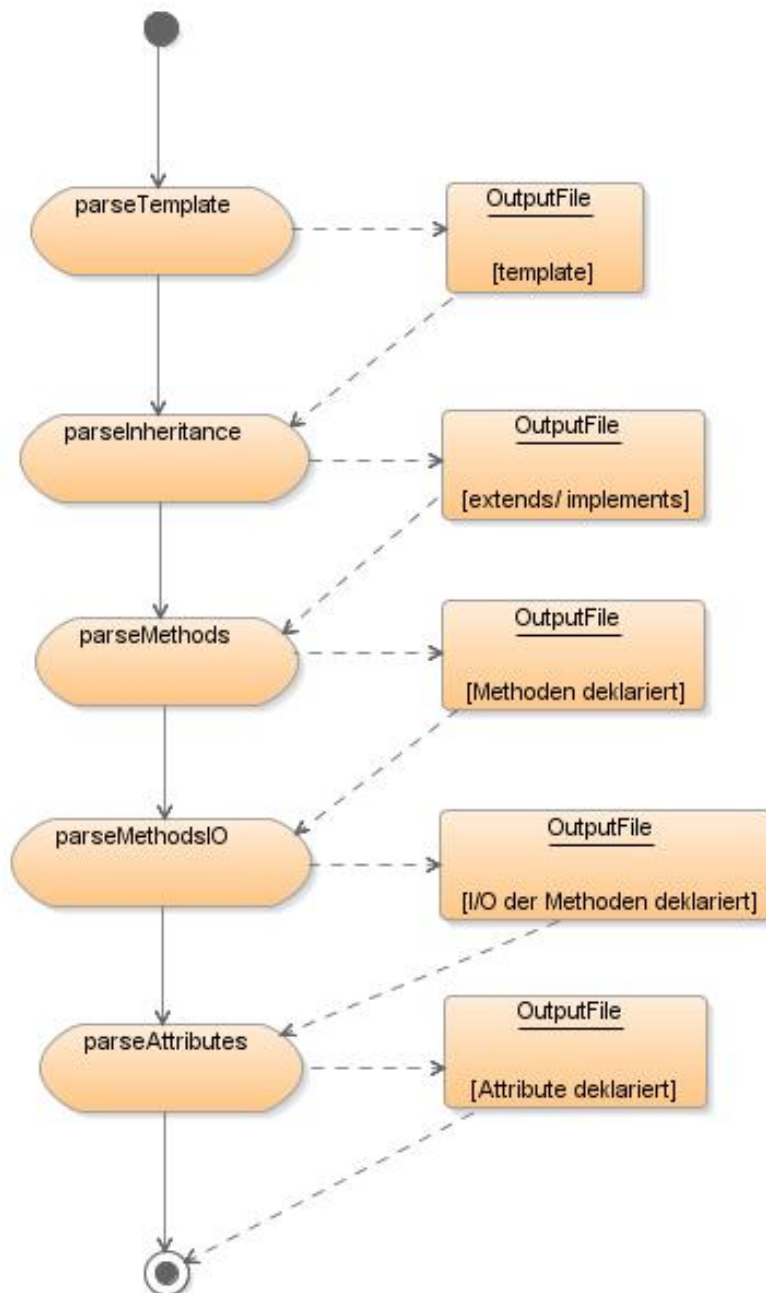 parseTemplate
OutputFile
[template]
parseInheritance
OutputFile
[extends/ implements]
parseMethods
OutputFile
[Methoden deklariert]
parseMethodsIO
OutputFile
[I/O der Methoden deklariert]
parseAttributes
OutputFile
[Attribute deklariert]